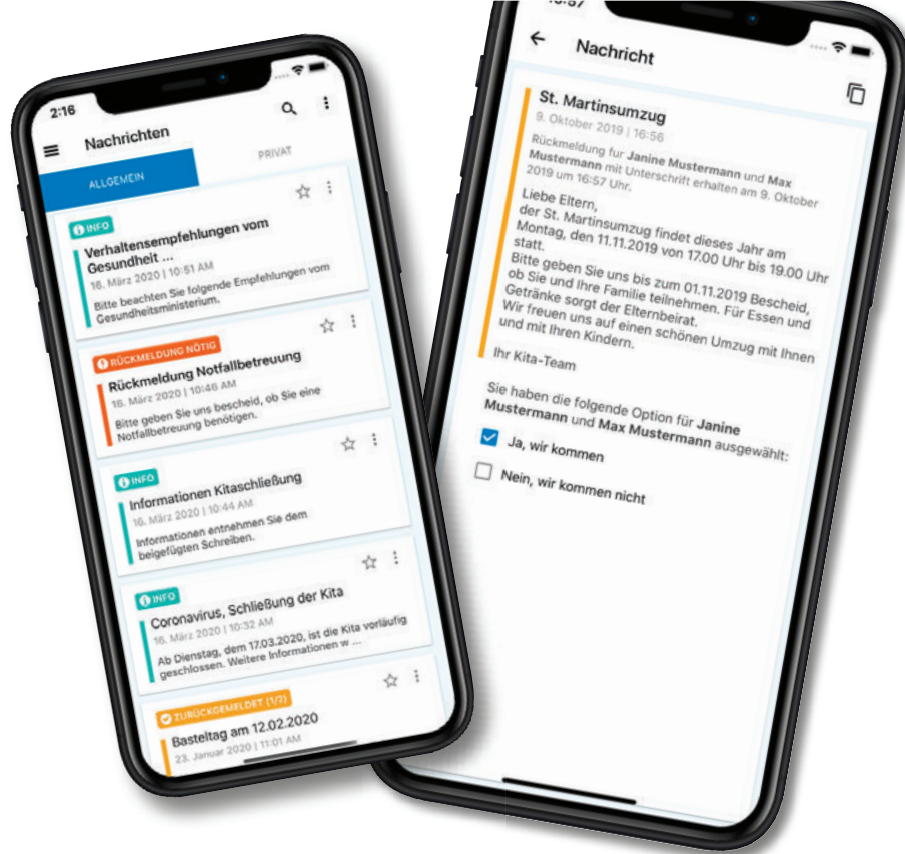 2:16
Nachrichten
ALLGEMEIN
PRIVAT
INFO
Verhaltensempfehlungen vom
Gesundheit ...
16. März 2020 | 10:51 AM
Bitte beachten Sie folgende Empfehlungen vom
Gesundheitsministerium.
RÜCKMELDUNG NÖTIG
Rückmeldung Notfallbetreuung
16. März 2020 | 10:46 AM
Bitte geben Sie uns bescheid, ob Sie eine
Notfallbetreuung benötigen.
INFO
Informationen Kitaschließung
16. März 2020 | 10:44 AM
Informationen entnehmen Sie dem
beigefügten Schreiben.
INFO
Coronavirus, Schließung der Kita
16. März 2020 | 10:32 AM
Ab Dienstag, dem 17.03.2020, ist die Kita vorläufig
geschlossen. Weitere Informationen w ...
ZURÜCKGEMELDET (1/2)
Basteltag am 12.02.2020
23. Januar 2020 | 11:01 AM
Nachricht
St. Martinsumzug
9. Oktober 2019 | 16:56
Rückmeldung für Janine Mustermann und Max
Mustermann mit Unterschrift erhalten am 9. Oktober
2019 um 16:57 Uhr.
Liebe Eltern,
der St. Martinsumzug findet dieses Jahr am
Montag, den 11.11.2019 von 17.00 Uhr bis 19.00 Uhr
statt.
Bitte geben Sie uns bis zum 01.11.2019 Bescheid,
ob Sie und Ihre Familie teilnehmen. Für Essen und
Getränke sorgt der Elternbeirat.
Wir freuen uns auf einen schönen Umzug mit Ihnen
und mit Ihren Kindern.
Ihr Kita-Team
Sie haben die folgende Option für Janine
Mustermann und Max Mustermann ausgewählt:
Ja, wir kommen
Nein, wir kommen nicht